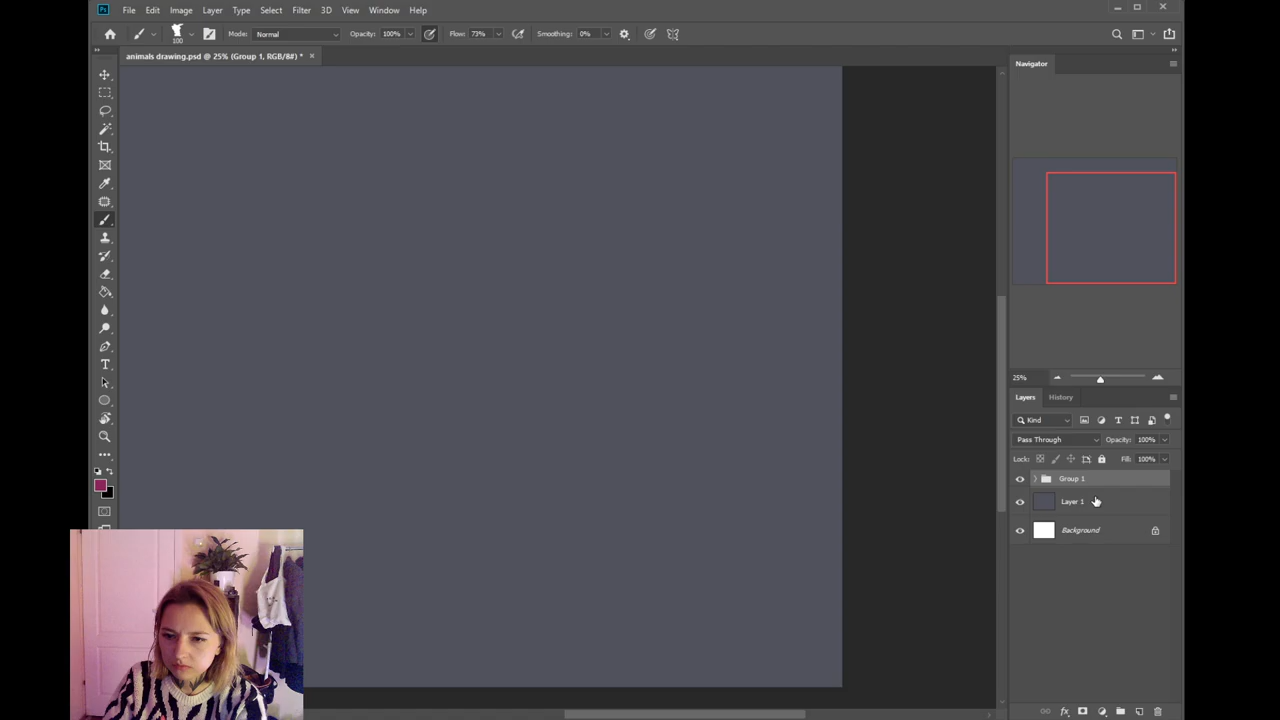 Ps File Edit Image Layer Type Select Filter 3D View Window Help
100 Mode: Normal Opacity: 100% Flow: 73% Smoothing: 0%
animals drawing.psd @ 25% (Group 1, RGB/8#) *
Navigator
25%
Layers History
Kind
Pass Through Opacity: 100%
Lock: Fill: 100%
Group 1
Layer 1
Background